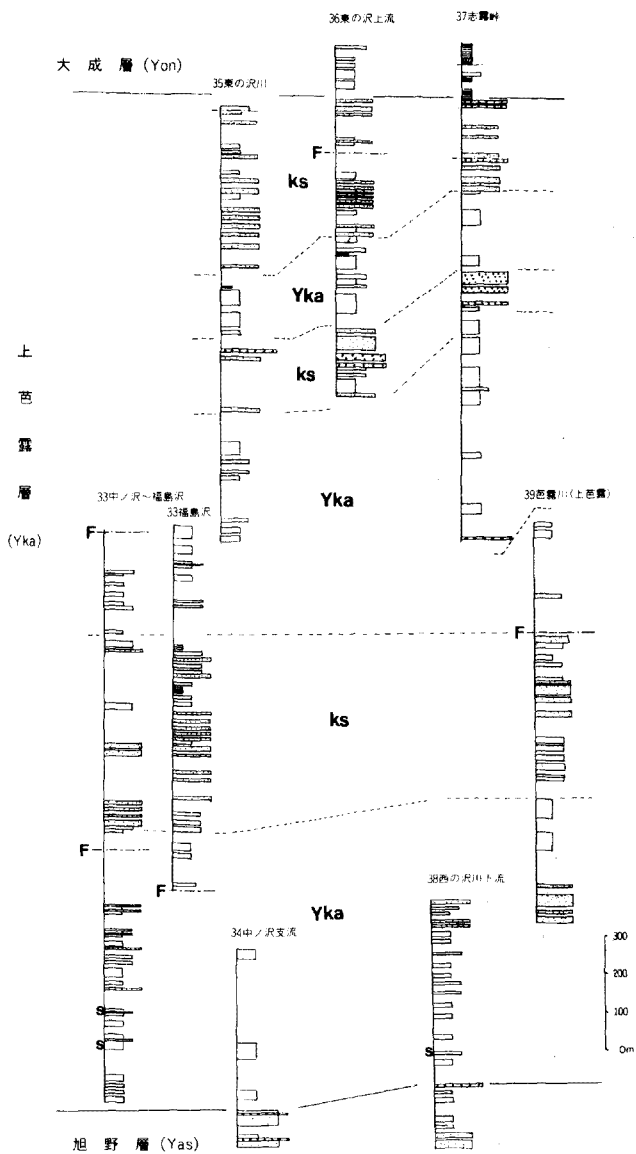 36東の沢上流
37志露峠
大成層(Yon)
35東の沢川
F
ks
Yka
ks
上芭露層
(Yka)
Yka
33中ノ沢〜福島沢
33福島沢
39芭露川(上芭露)
F
F
ks
F
F
Yka
38西の沢川下流
34中ノ沢支流
300
200
100
0m
S
S
S
旭野層(Yas)